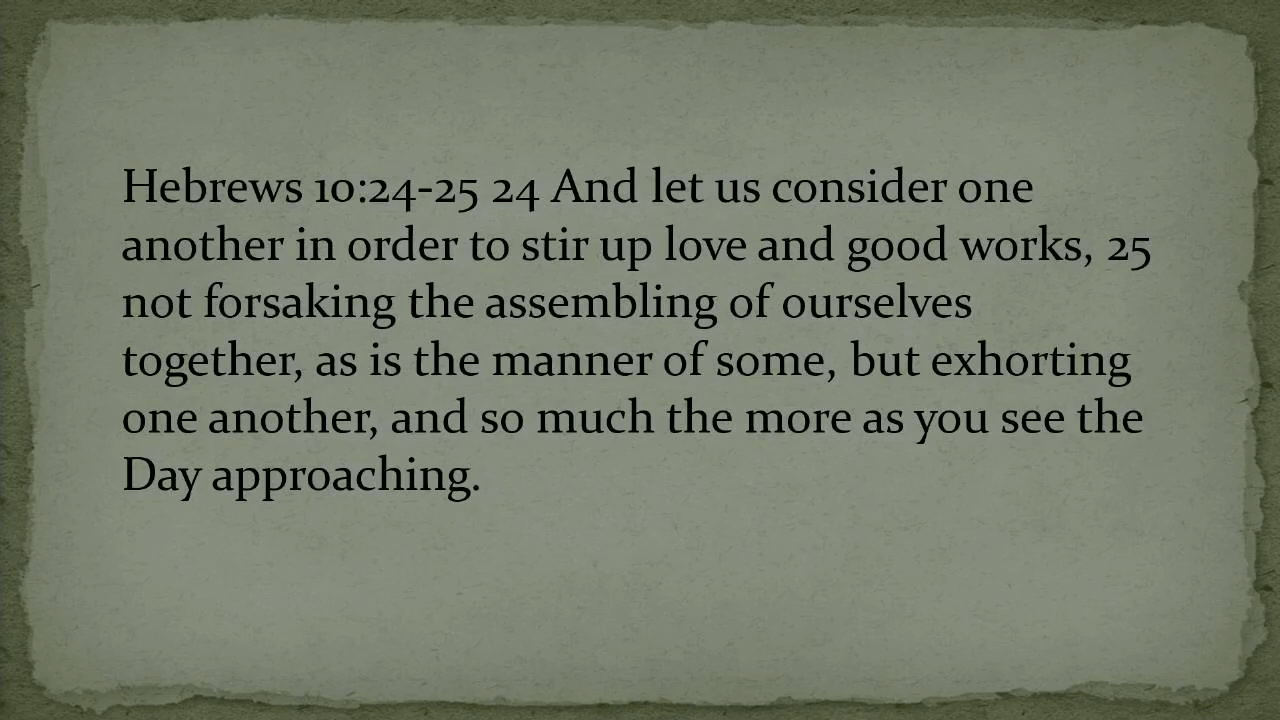 Hebrews 10:24-25 24 And let us consider one
another in order to stir up love and good works, 25
not forsaking the assembling of ourselves
together, as is the manner of some, but exhorting
one another, and so much the more as you see the
Day approaching.